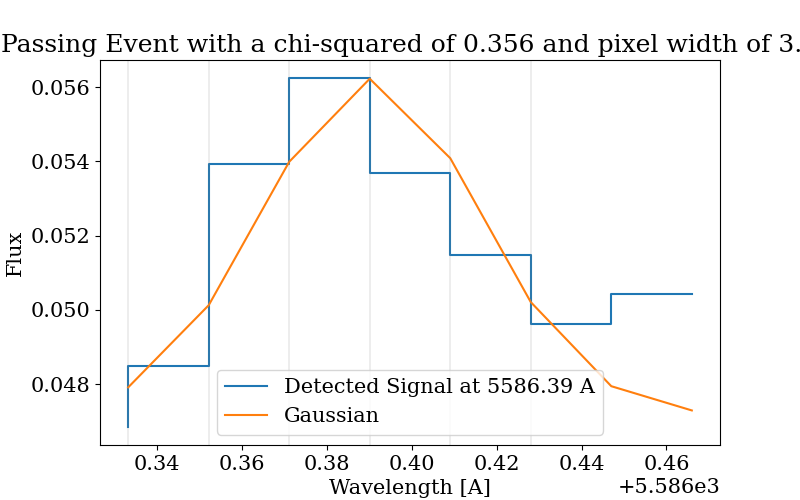 Passing Event with a chi-squared of 0.356 and pixel width of 3.
0.056
0.054
0.052
0.050
0.048
Flux
Detected Signal at 5586.39 A
Gaussian
0.34 0.36 0.38 0.40 0.42 0.44 0.46
Wavelength [A]
+5.586e3